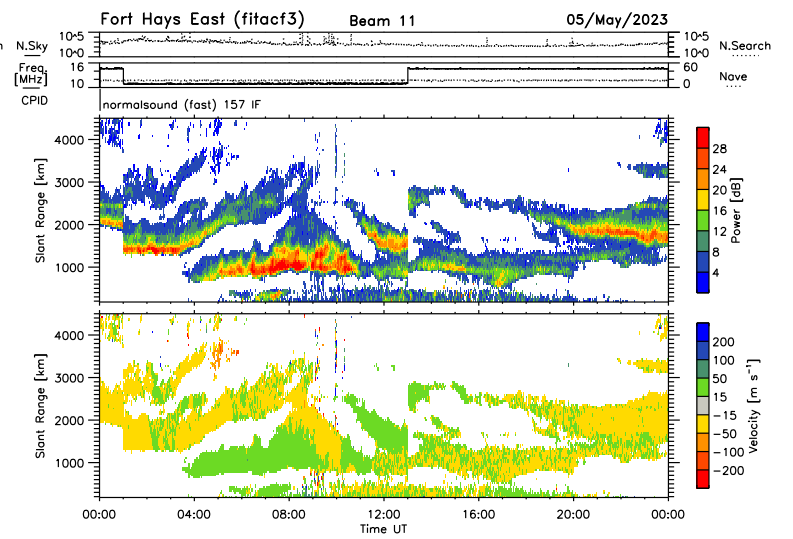 Fort Hays East (fitacf3) Beam 11 05/May/2023
N.Sky 10^5 10^5 N.Search
10^0 10^0
Freq. 16 60 Nave
[MHz] 10 0
CPID normalsound (fast) 157 IF
4000
3000
2000
1000
Slant Range [km]
28
24
20
16
12
8
4
Power [dB]
4000
3000
2000
1000
Slant Range [km]
200
100
50
15
-15
-50
-100
-200
Velocity [m s⁻¹]
00:00 04:00 08:00 12:00 16:00 20:00 00:00
Time UT